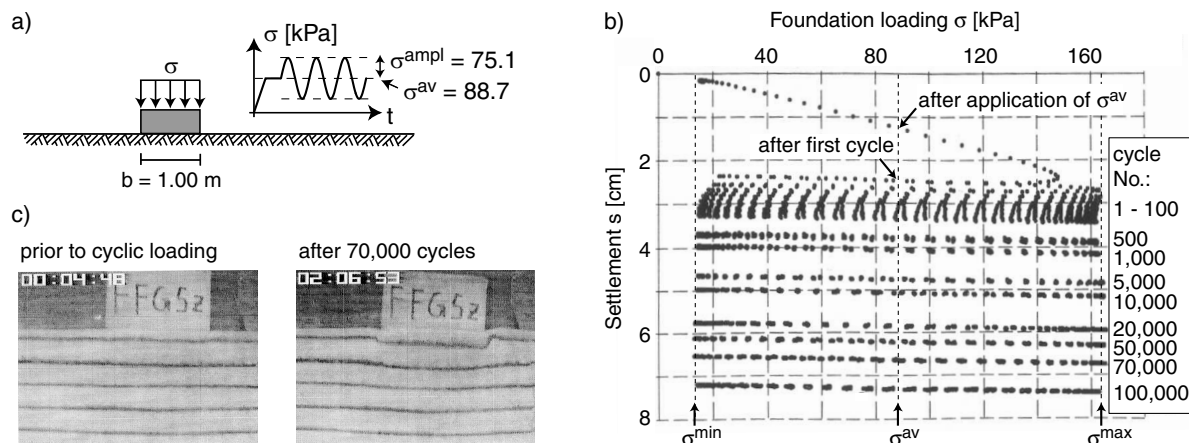 a)
σ [kPa]
σ^ampl = 75.1
σ^av = 88.7
t
σ
b = 1.00 m
b)
Foundation loading σ [kPa]
0 40 80 120 160
Settlement s [cm]
0
2
4
6
8
after application of σ^av
after first cycle
cycle
No.:
1 - 100
500
1,000
5,000
10,000
20,000
50,000
70,000
100,000
σ^min σ^av σ^max
c)
prior to cyclic loading
00:04:48
FFGSz
after 70,000 cycles
02:06:53
FFGSz